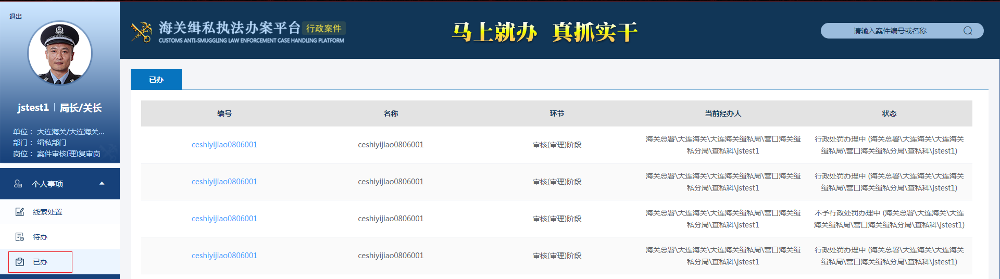 退出
jstest1 | 局长/关长
单位： 大连海关/大连海关...
部门： 缉私部门
岗位： 案件审核(理)复审岗
个人事项
线索处置
待办
已办
海关缉私执法办案平台 行政案件
CUSTOMS ANTI-SMUGGLING LAW ENFORCEMENT CASE HANDLING PLATFORM
马上就办 真抓实干
请输入案件编号或名称
已办
编号 名称 环节 当前经办人 状态
ceshiyijiao0806001 ceshiyijiao0806001 审核(审理)阶段 海关总署\大连海关\大连海关缉私局\营口海关缉 行政处罚办理中 (海关总署\大连海关\大连海关
私分局\查私科\jstest1 缉私局\营口海关缉私分局\查私科\jstest1)
ceshiyijiao0806001 ceshiyijiao0806001 审核(审理)阶段 海关总署\大连海关\大连海关缉私局\营口海关缉 行政处罚办理中 (海关总署\大连海关\大连海关
私分局\查私科\jstest1 缉私局\营口海关缉私分局\查私科\jstest1)
ceshiyijiao0806001 ceshiyijiao0806001 审核(审理)阶段 海关总署\大连海关\大连海关缉私局\营口海关缉 不予行政处罚办理中 (海关总署\大连海关\大连
私分局\查私科\jstest1 海关缉私局\营口海关缉私分局\查私科\jstest1)
ceshiyijiao0806001 ceshiyijiao0806001 审核(审理)阶段 海关总署\大连海关\大连海关缉私局\营口海关缉 行政处罚办理中 (海关总署\大连海关\大连海关
私分局\查私科\jstest1 缉私局\营口海关缉私分局\查私科\jstest1)